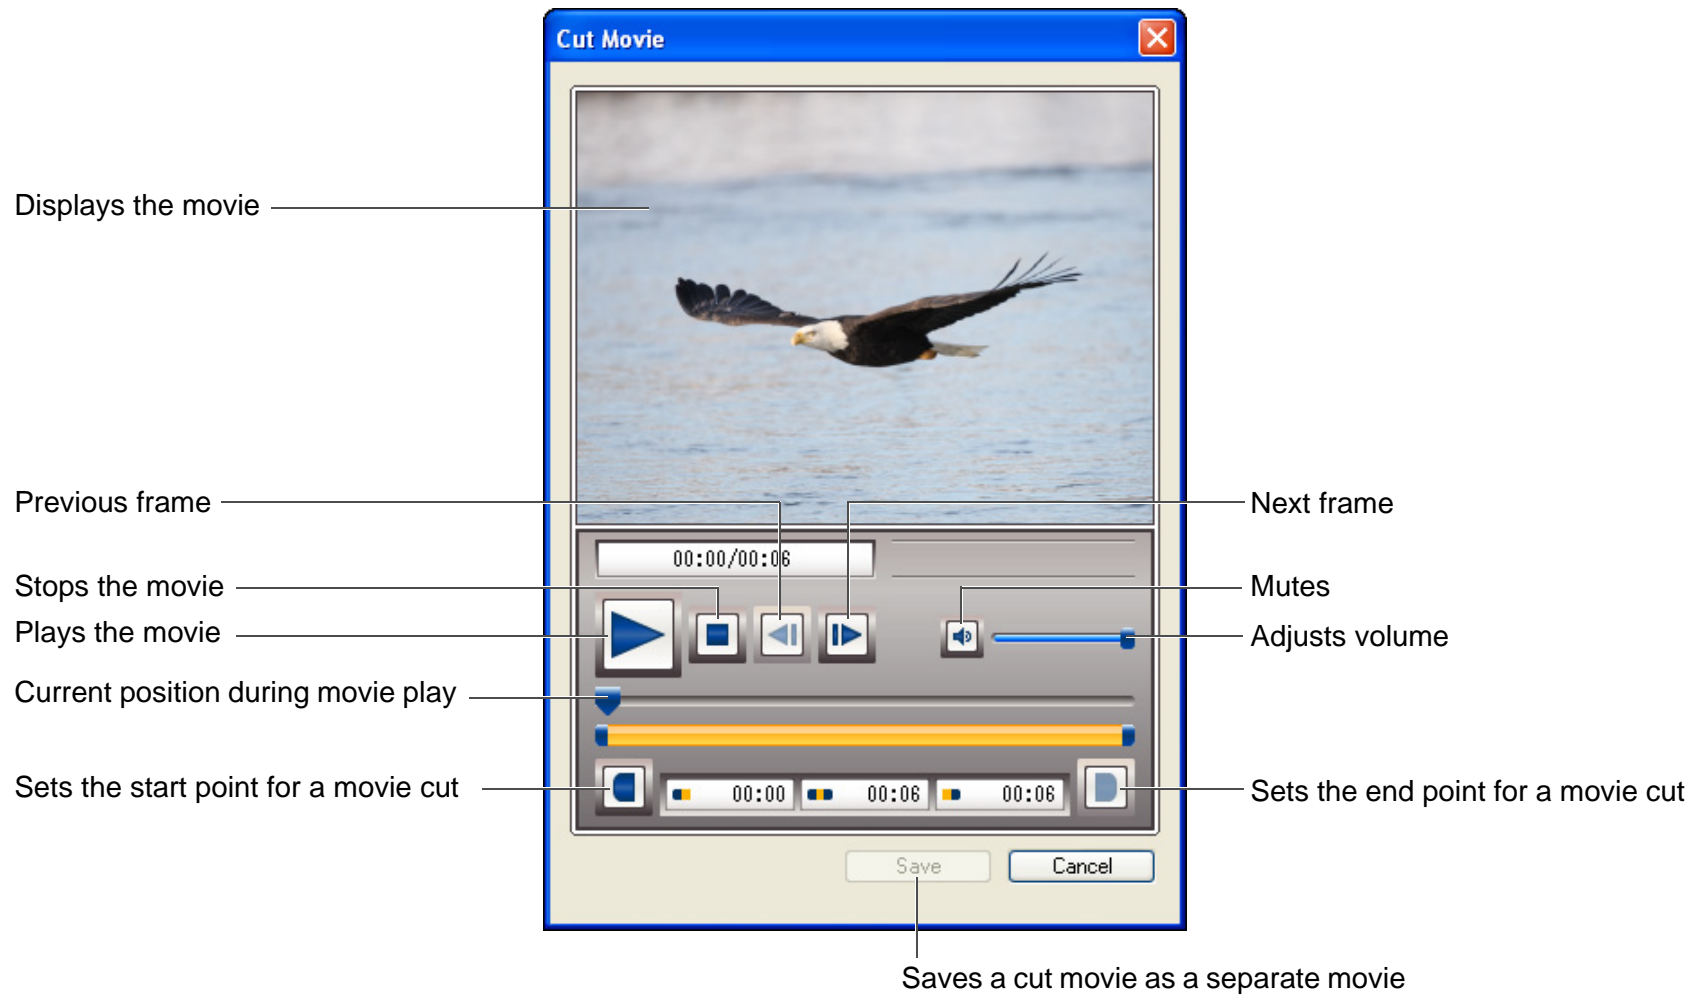 Cut Movie
Displays the movie
Previous frame
Next frame
00:00/00:06
Stops the movie
Mutes
Plays the movie
Adjusts volume
Current position during movie play
Sets the start point for a movie cut
00:00
00:06
00:06
Sets the end point for a movie cut
Save
Cancel
Saves a cut movie as a separate movie